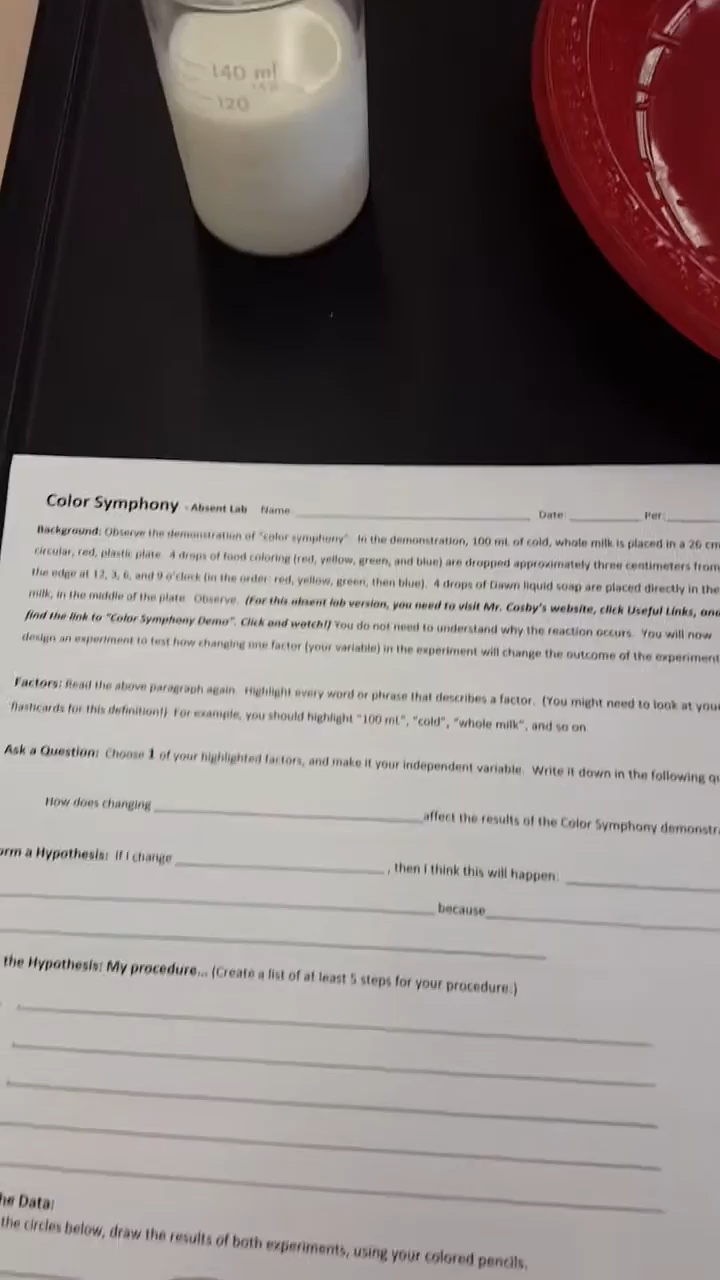 140 ml
120
Color Symphony - Absent Lab Name Date: Per:
Background: Observe the demonstration of "color symphony". In the demonstration, 100 mL of cold, whole milk is placed in a 26 cm
circular, red, plastic plate. 4 drops of food coloring (red, yellow, green, and blue) are dropped approximately three centimeters from
the edge at 12, 3, 6, and 9 o'clock (in the order: red, yellow, green, then blue). 4 drops of Dawn liquid soap are placed directly in the
milk, in the middle of the plate. Observe. (For this absent lab version, you need to visit Mr. Cosby's website, click Useful Links, and
find the link to "Color Symphony Demo". Click and watch!) You do not need to understand why the reaction occurs. You will now
design an experiment to test how changing one factor (your variable) in the experiment will change the outcome of the experiment
Factors: Read the above paragraph again. Highlight every word or phrase that describes a factor. (You might need to look at you
flashcards for this definition!) For example, you should highlight "100 mL", "cold", "whole milk", and so on.
Ask a Question: Choose 1 of your highlighted factors, and make it your independent variable. Write it down in the following qu
How does changing affect the results of the Color Symphony demonstra
orm a Hypothesis: If I change , then I think this will happen:
because
the Hypothesis: My procedure... (Create a list of at least 5 steps for your procedure.)
he Data:
the circles below, draw the results of both experiments, using your colored pencils.